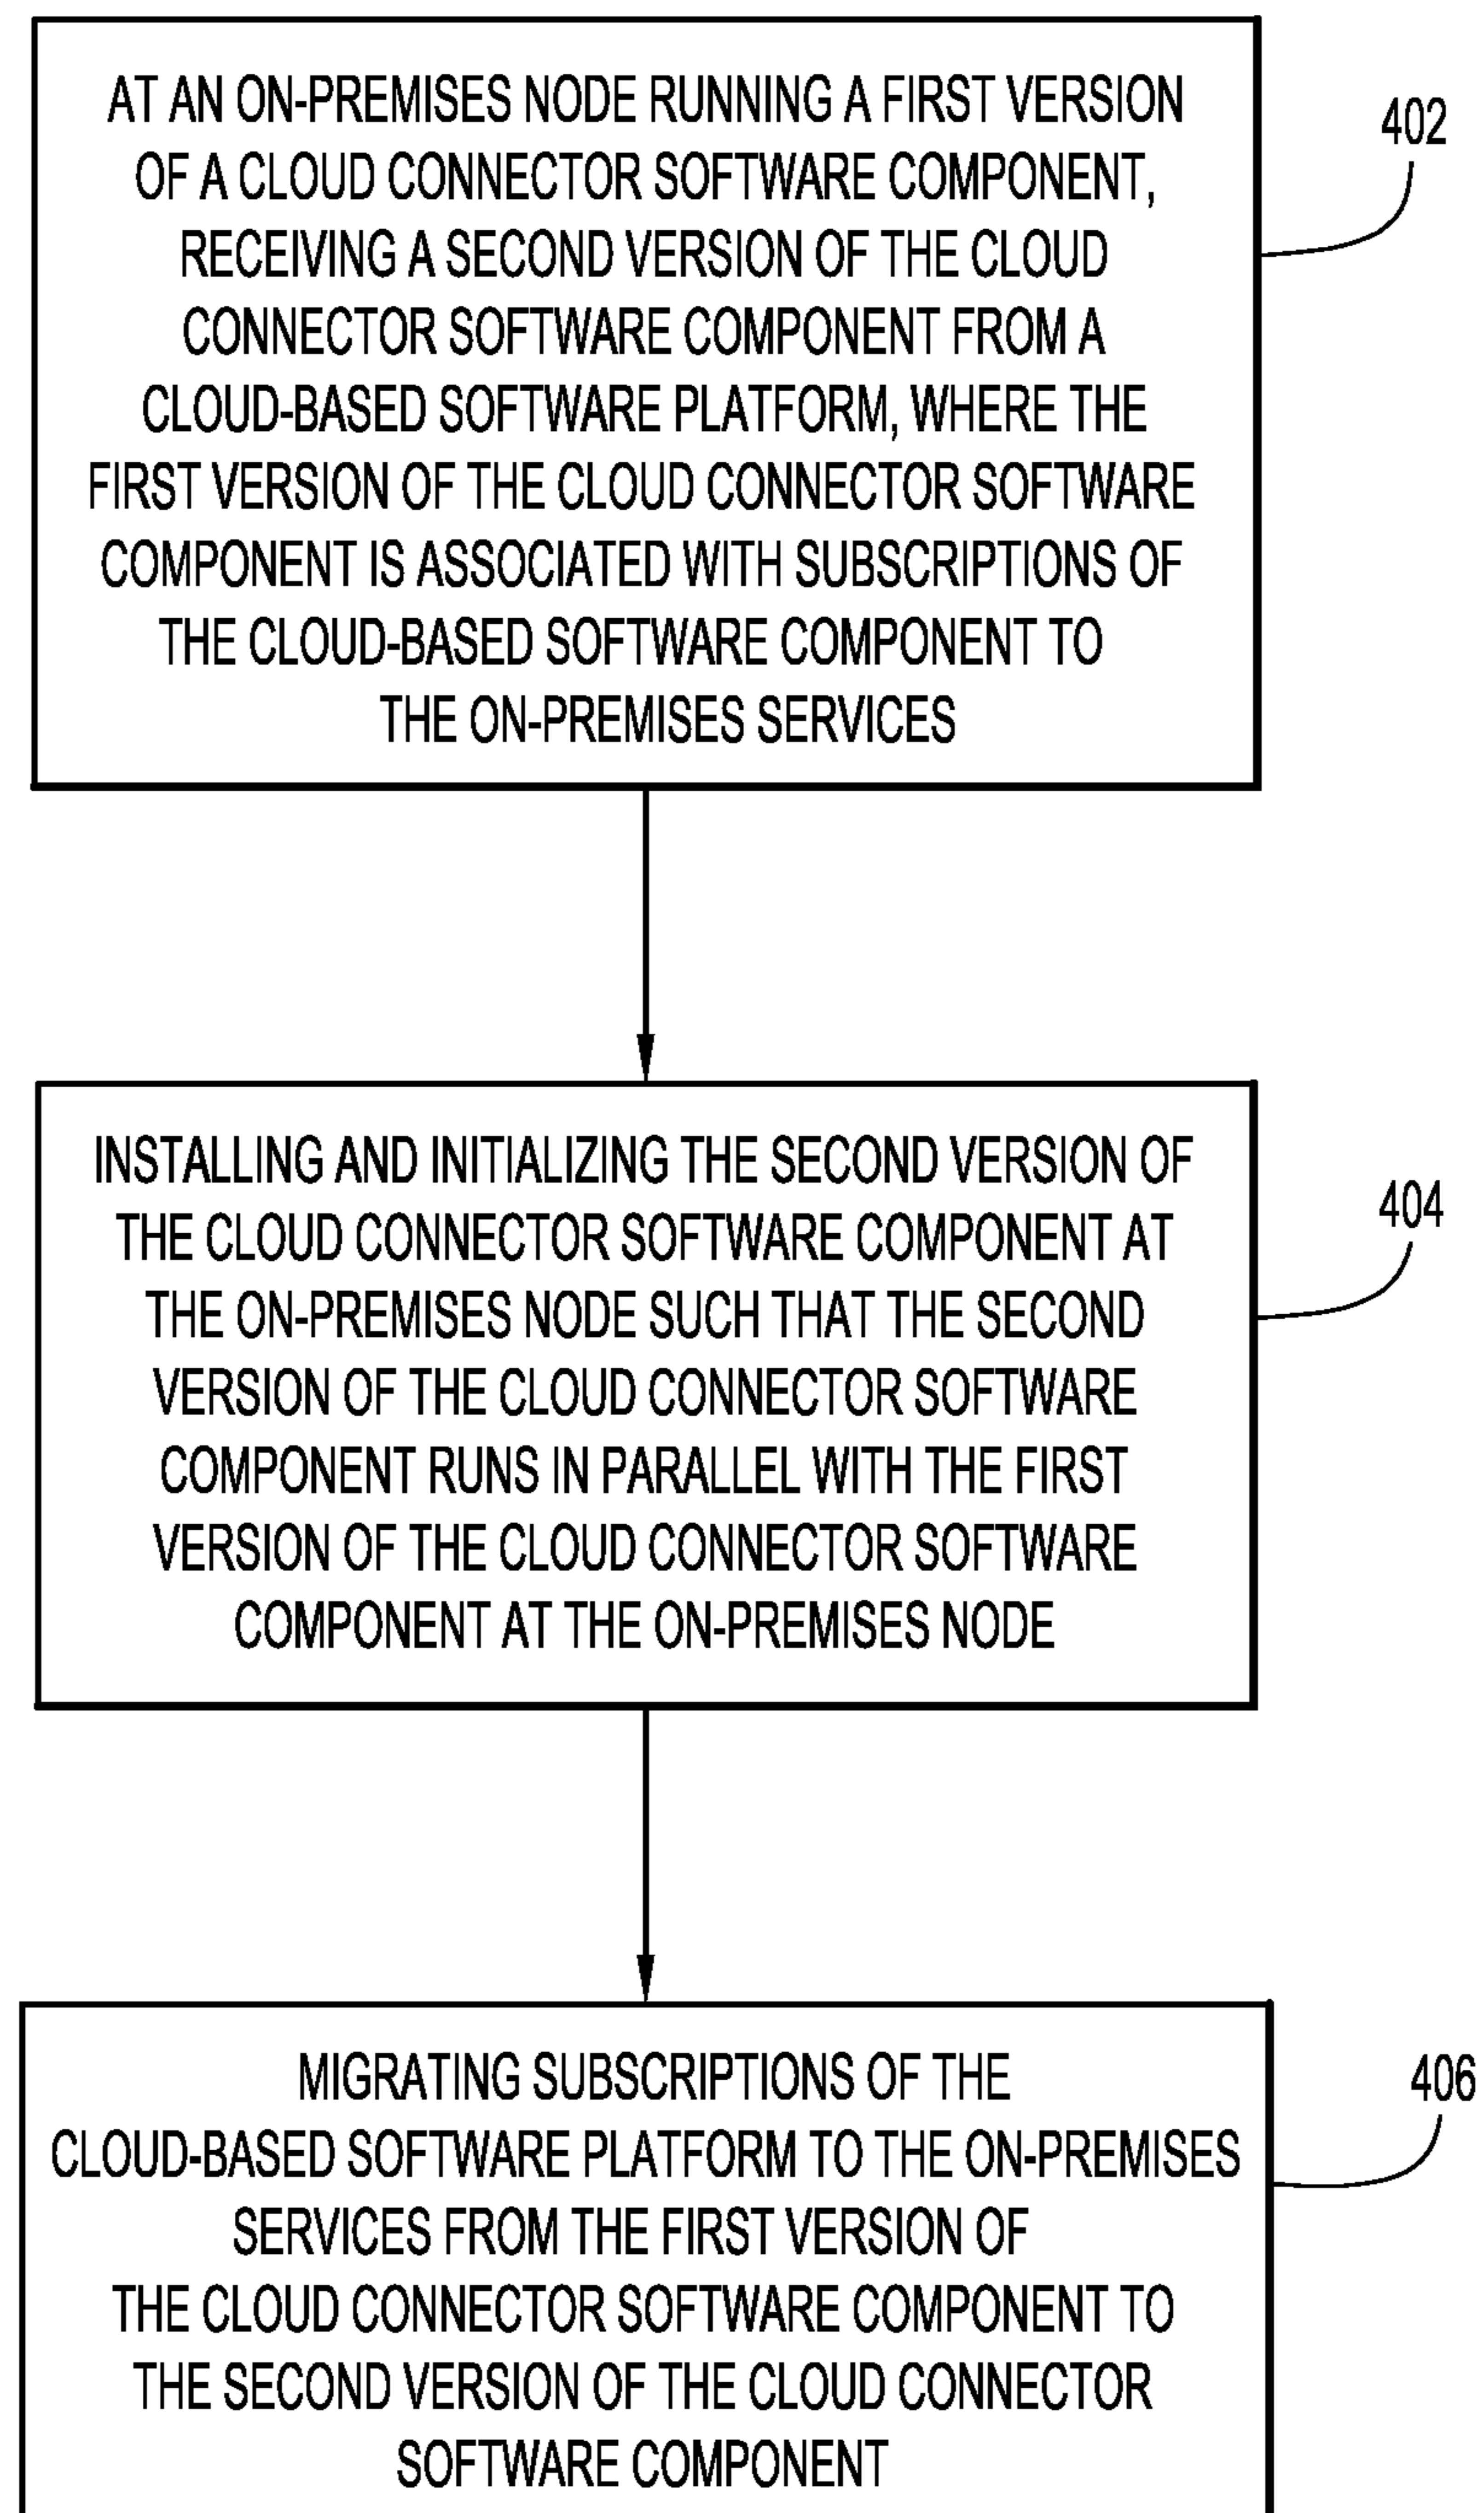 AT AN ON-PREMISES NODE RUNNING A FIRST VERSION
OF A CLOUD CONNECTOR SOFTWARE COMPONENT,
RECEIVING A SECOND VERSION OF THE CLOUD
CONNECTOR SOFTWARE COMPONENT FROM A
CLOUD-BASED SOFTWARE PLATFORM, WHERE THE
FIRST VERSION OF THE CLOUD CONNECTOR SOFTWARE
COMPONENT IS ASSOCIATED WITH SUBSCRIPTIONS OF
THE CLOUD-BASED SOFTWARE COMPONENT TO
THE ON-PREMISES SERVICES
402
INSTALLING AND INITIALIZING THE SECOND VERSION OF
THE CLOUD CONNECTOR SOFTWARE COMPONENT AT
THE ON-PREMISES NODE SUCH THAT THE SECOND
VERSION OF THE CLOUD CONNECTOR SOFTWARE
COMPONENT RUNS IN PARALLEL WITH THE FIRST
VERSION OF THE CLOUD CONNECTOR SOFTWARE
COMPONENT AT THE ON-PREMISES NODE
404
MIGRATING SUBSCRIPTIONS OF THE
CLOUD-BASED SOFTWARE PLATFORM TO THE ON-PREMISES
SERVICES FROM THE FIRST VERSION OF
THE CLOUD CONNECTOR SOFTWARE COMPONENT TO
THE SECOND VERSION OF THE CLOUD CONNECTOR
SOFTWARE COMPONENT
406